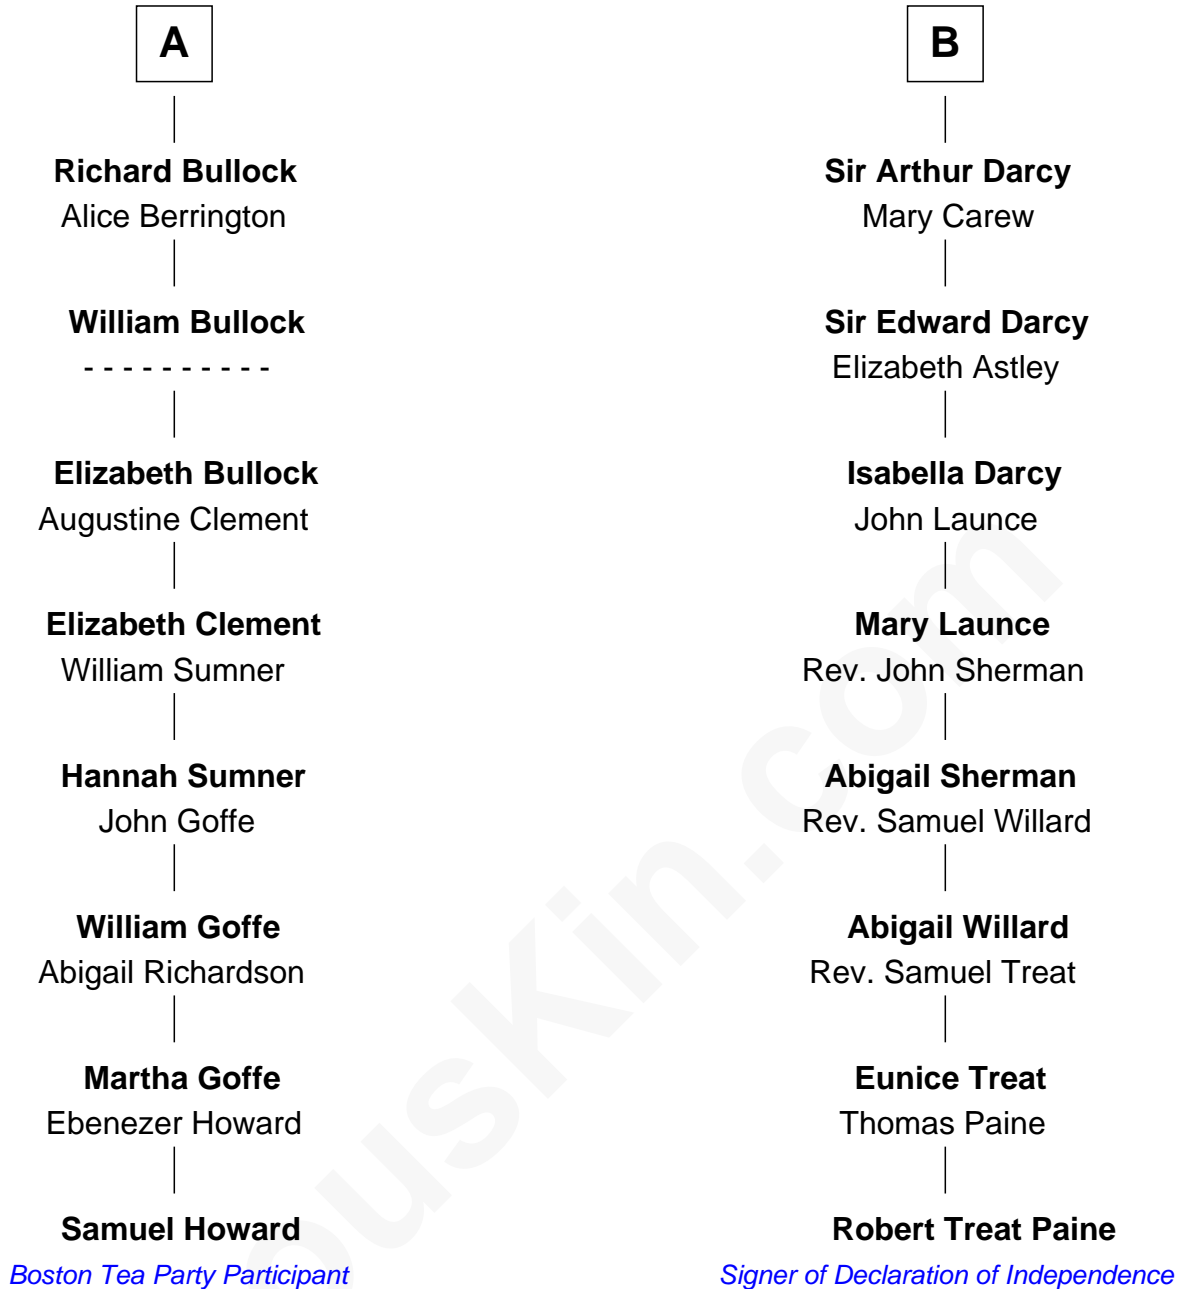 A
Richard Bullock
Alice Berrington
William Bullock
- - - - - - - - - -
Elizabeth Bullock
Augustine Clement
Elizabeth Clement
William Sumner
Hannah Sumner
John Goffe
William Goffe
Abigail Richardson
Martha Goffe
Ebenezer Howard
Samuel Howard
Boston Tea Party Participant
B
Sir Arthur Darcy
Mary Carew
Sir Edward Darcy
Elizabeth Astley
Isabella Darcy
John Launce
Mary Launce
Rev. John Sherman
Abigail Sherman
Rev. Samuel Willard
Abigail Willard
Rev. Samuel Treat
Eunice Treat
Thomas Paine
Robert Treat Paine
Signer of Declaration of Independence
ousKin.com